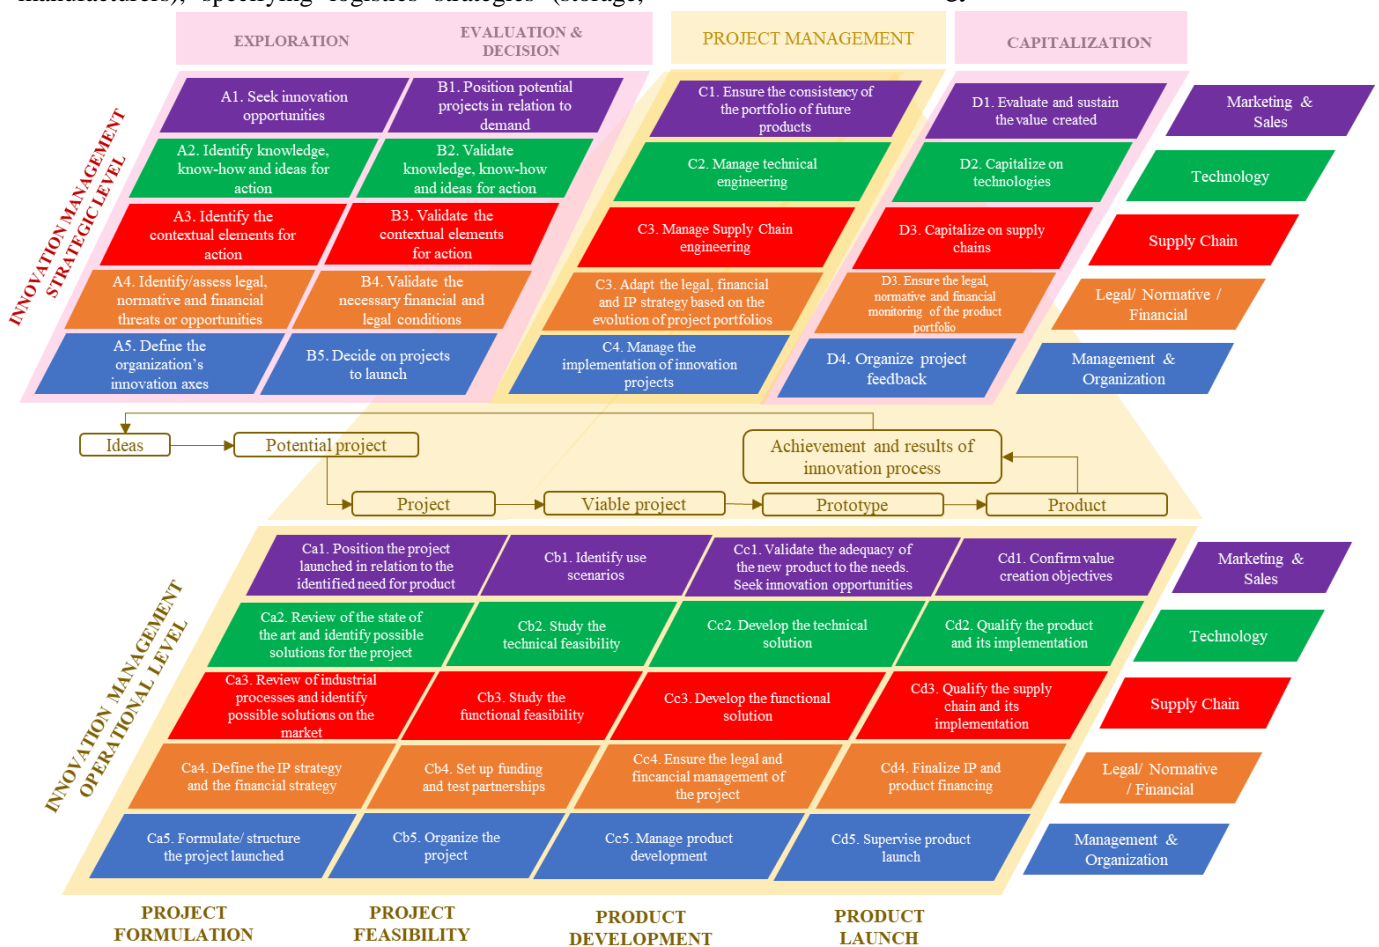 manufacturers), specifying logistics strategies (storage,
EXPLORATION
EVALUATION &
DECISION
PROJECT MANAGEMENT
CAPITALIZATION
INNOVATION MANAGEMENT
STRATEGIC LEVEL
A1. Seek innovation
opportunities
B1. Position potential
projects in relation to
demand
C1. Ensure the consistency of
the portfolio of future
products
D1. Evaluate and sustain
the value created
Marketing &
Sales
A2. Identify knowledge,
know-how and ideas for
action
B2. Validate
knowledge, know-how
and ideas for action
C2. Manage technical
engineering
D2. Capitalize on
technologies
Technology
A3. Identify the
contextual elements for
action
B3. Validate the
contextual elements
for action
C3. Manage Supply Chain
engineering
D3. Capitalize on supply
chains
Supply Chain
A4. Identify/assess legal,
normative and financial
threats or opportunities
B4. Validate the
necessary financial and
legal conditions
C3. Adapt the legal, financial
and IP strategy based on the
evolution of project portfolios
D3. Ensure the legal,
normative and financial
monitoring of the product
portfolio
Legal/ Normative /
Financial
A5. Define the
organization's
innovation axes
B5. Decide on projects
to launch
C4. Manage the
implementation of innovation
projects
D4. Organize project
feedback
Management &
Organization
Ideas
Potential project
Achievement and results of
innovation process
Project
Viable project
Prototype
Product
INNOVATION MANAGEMENT
OPERATIONAL LEVEL
Ca1. Position the project
launched in relation to the
identified need for product
Cb1. Identify use
scenarios
Cc1. Validate the adequacy of
the new product to the needs.
Seek innovation opportunities
Cd1. Confirm value
creation objectives
Marketing &
Sales
Ca2. Review of the state of
the art and identify possible
solutions for the project
Cb2. Study the
technical feasibility
Cc2. Develop the technical
solution
Cd2. Qualify the product
and its implementation
Technology
Ca3. Review of industrial
processes and identify
possible solutions on the
market
Cb3. Study the
functional feasibility
Cc3. Develop the functional
solution
Cd3. Qualify the supply
chain and its
implementation
Supply Chain
Ca4. Define the IP strategy
and the financial strategy
Cb4. Set up funding
and test partnerships
Cc4. Ensure the legal and
fincancial management of
the project
Cd4. Finalize IP and
product financing
Legal/ Normative
/ Financial
Ca5. Formulate/ structure
the project launched
Cb5. Organize the
project
Cc5. Manage product
development
Cd5. Supervise product
launch
Management &
Organization
PROJECT
FORMULATION
PROJECT
FEASIBILITY
PRODUCT
DEVELOPMENT
PRODUCT
LAUNCH